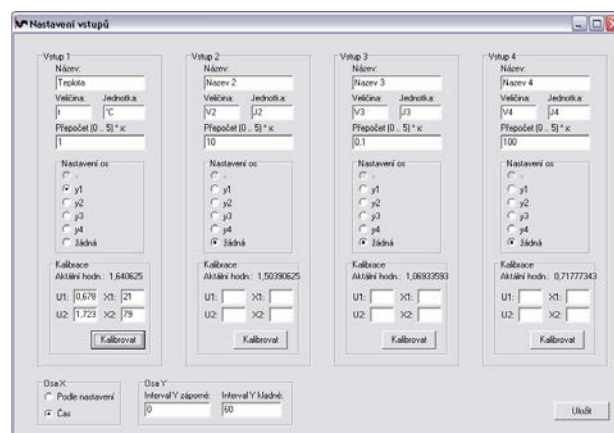 Nastavení vstupů
Vstup 1 Vstup 2 Vstup 3 Vstup 4
Název: Název: Název: Název:
Teplota Nazev 2 Nazev 3 Nazev 4
Veličina: Jednotka: Veličina: Jednotka: Veličina: Jednotka: Veličina: Jednotka:
t °C V2 J2 V3 J3 V4 J4
Přepočet (0 .. 5) * x: Přepočet (0 .. 5) * x: Přepočet (0 .. 5) * x: Přepočet (0 .. 5) * x:
1 10 0,1 100
Nastavení os Nastavení os Nastavení os Nastavení os
- - - -
y1 y1 y1 y1
y2 y2 y2 y2
y3 y3 y3 y3
y4 y4 y4 y4
žádná žádná žádná žádná
Kalibrace Kalibrace Kalibrace Kalibrace
Aktální hodn.: 1,640625 Aktální hodn.: 1,50390625 Aktální hodn.: 1,06933593 Aktální hodn.: 0,71777343
U1: 0,678 X1: 21 U1: X1: U1: X1: U1: X1:
U2: 1,723 X2: 79 U2: X2: U2: X2: U2: X2:
Kalibrovat Kalibrovat Kalibrovat Kalibrovat
Osa X Osa Y
Podle nastavení Interval Y záporné: Interval Y kladné:
Čas 0 60
Uložit